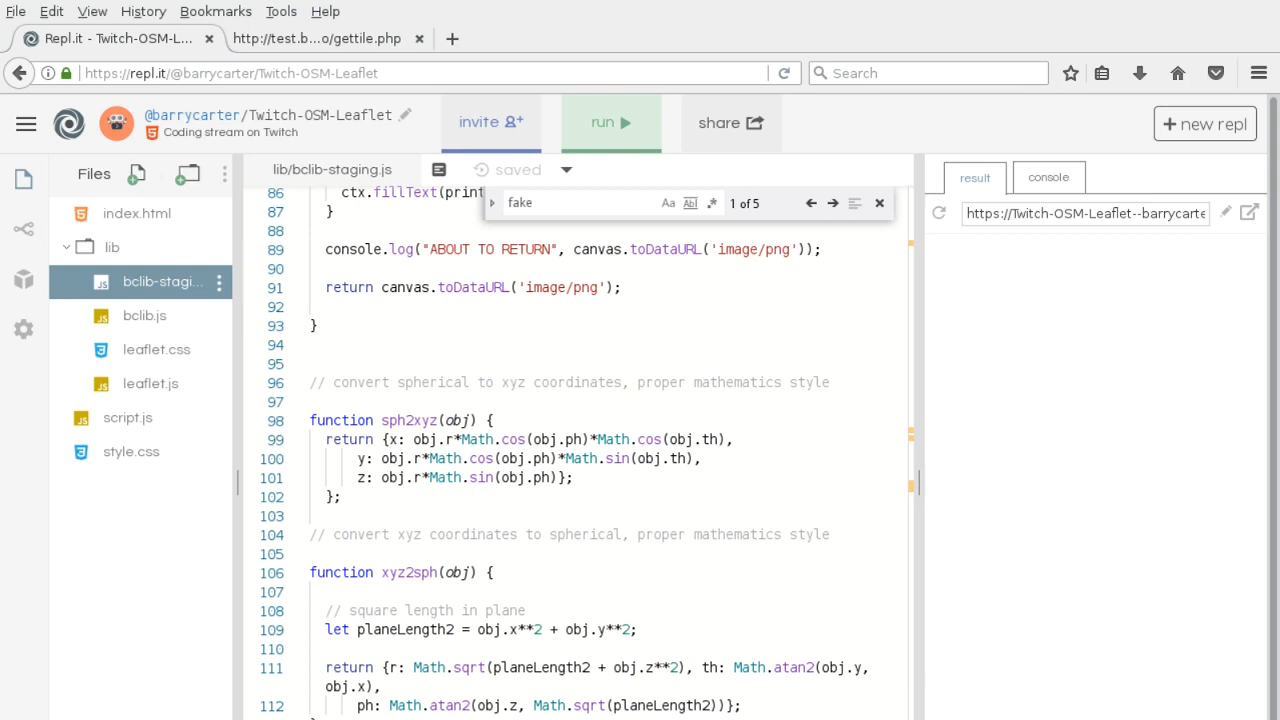 File Edit View History Bookmarks Tools Help
Repl.it - Twitch-OSM-L... × http://test.b...o/gettile.php ×
https://repl.it/@barrycarter/Twitch-OSM-Leaflet Search
@barrycarter/Twitch-OSM-Leaflet
Coding stream on Twitch
invite run share + new repl
Files
index.html
lib
bclib-stagi...
bclib.js
leaflet.css
leaflet.js
script.js
style.css
lib/bclib-staging.js saved
fake Aa Abl .* 1 of 5
86 ctx.fillText(print
87 }
88
89 console.log("ABOUT TO RETURN", canvas.toDataURL('image/png'));
90
91 return canvas.toDataURL('image/png');
92
93 }
94
95
96 // convert spherical to xyz coordinates, proper mathematics style
97
98 function sph2xyz(obj) {
99 return {x: obj.r*Math.cos(obj.ph)*Math.cos(obj.th),
100 y: obj.r*Math.cos(obj.ph)*Math.sin(obj.th),
101 z: obj.r*Math.sin(obj.ph)};
102 };
103
104 // convert xyz coordinates to spherical, proper mathematics style
105
106 function xyz2sph(obj) {
107
108 // square length in plane
109 let planeLength2 = obj.x**2 + obj.y**2;
110
111 return {r: Math.sqrt(planeLength2 + obj.z**2), th: Math.atan2(obj.y,
obj.x),
112 ph: Math.atan2(obj.z, Math.sqrt(planeLength2))};
result console
https://Twitch-OSM-Leaflet--barrycarte